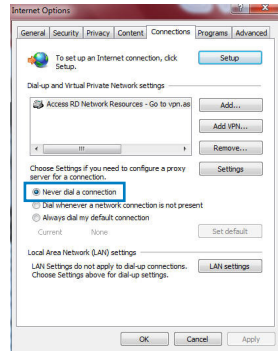 Internet Options
General Security Privacy Content Connections Programs Advanced
To set up an Internet connection, click
Setup.
Setup
Dial-up and Virtual Private Network settings
Access RD Network Resources - Go to vpn.as
Add...
Add VPN...
Remove...
Choose Settings if you need to configure a proxy
server for a connection.
Settings
Never dial a connection
Dial whenever a network connection is not present
Always dial my default connection
Current None
Set default
Local Area Network (LAN) settings
LAN Settings do not apply to dial-up connections.
Choose Settings above for dial-up settings.
LAN settings
OK Cancel Apply